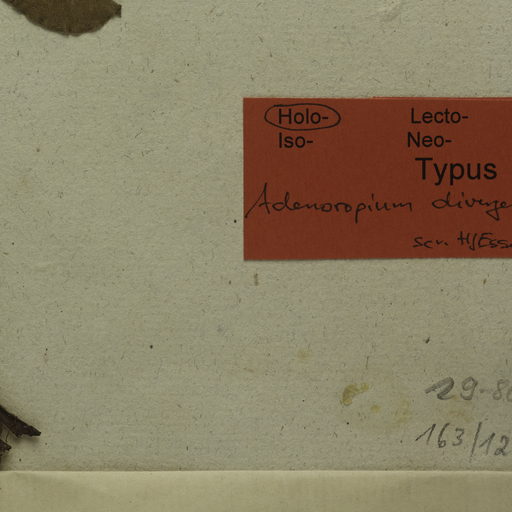 Holo- Lecto-
Iso- Neo-
Typus
Adenoropium diverge
scr. HJEss
29-8
163/12